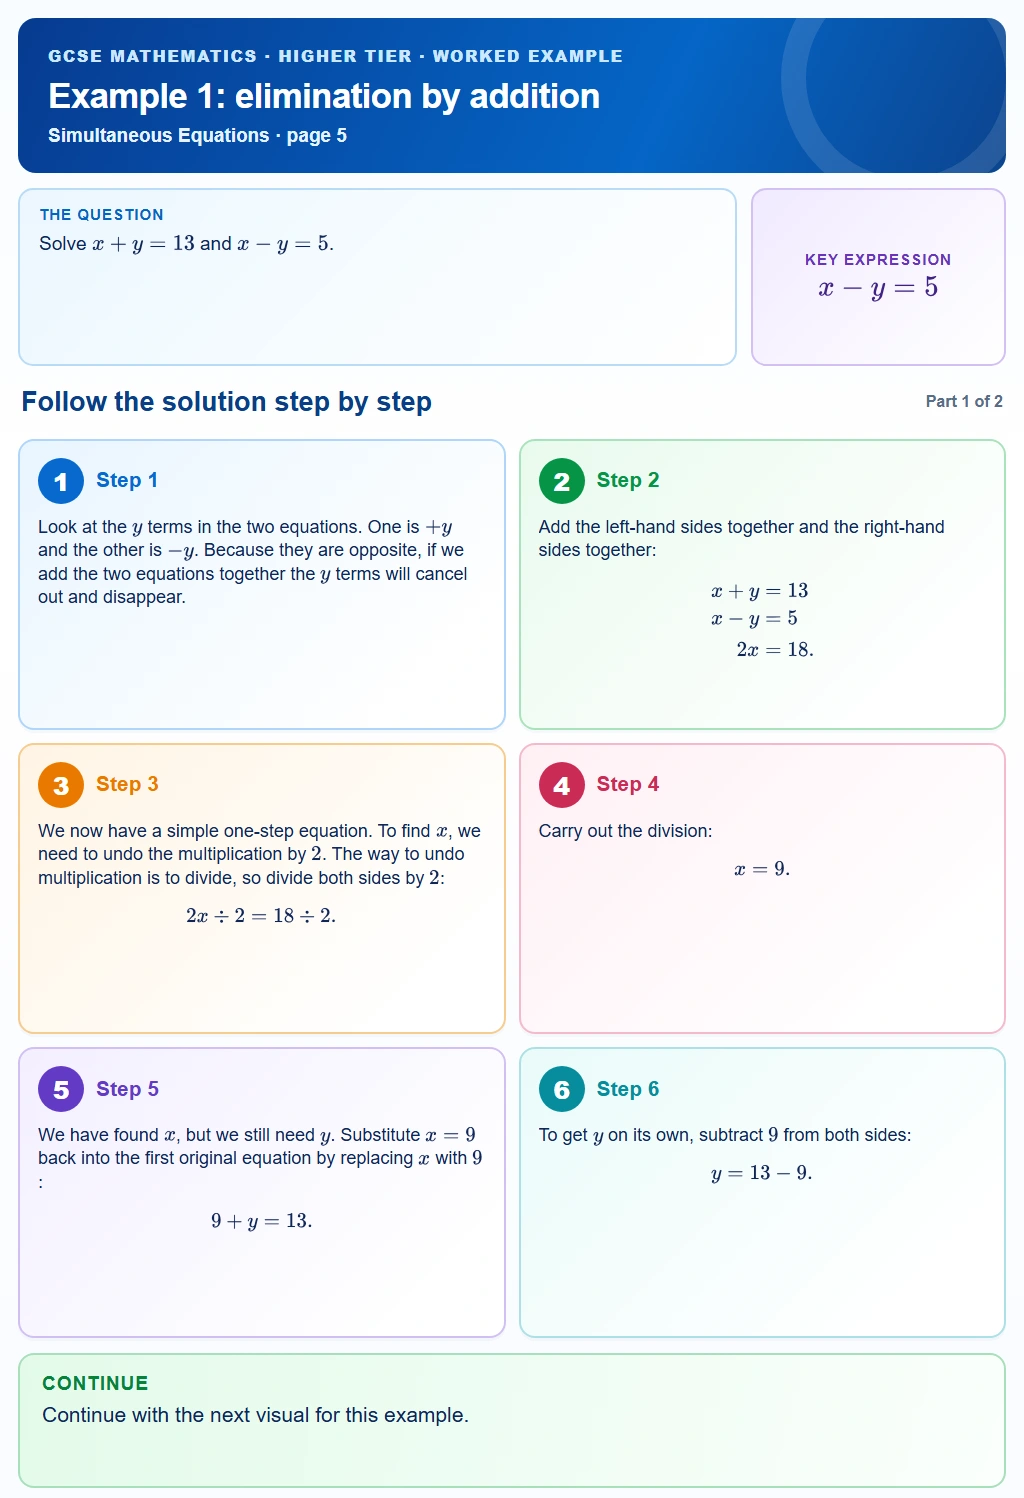 GCSE MATHEMATICS · HIGHER TIER · WORKED EXAMPLE
Example 1: elimination by addition
Simultaneous Equations · page 5
THE QUESTION
Solve x + y = 13 and x − y = 5.
KEY EXPRESSION
x − y = 5
Follow the solution step by step
Part 1 of 2
1 Step 1
Look at the y terms in the two equations. One is +y
and the other is −y. Because they are opposite, if we
add the two equations together the y terms will cancel
out and disappear.
2 Step 2
Add the left-hand sides together and the right-hand
sides together:
x + y = 13
x − y = 5
2x = 18.
3 Step 3
We now have a simple one-step equation. To find x, we
need to undo the multiplication by 2. The way to undo
multiplication is to divide, so divide both sides by 2:
2x ÷ 2 = 18 ÷ 2.
4 Step 4
Carry out the division:
x = 9.
5 Step 5
We have found x, but we still need y. Substitute x = 9
back into the first original equation by replacing x with 9
:
9 + y = 13.
6 Step 6
To get y on its own, subtract 9 from both sides:
y = 13 − 9.
CONTINUE
Continue with the next visual for this example.